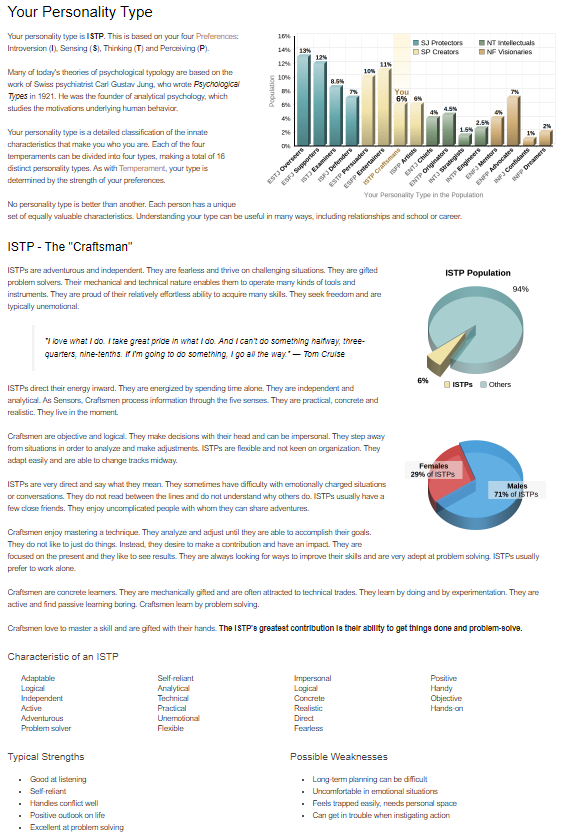 Your Personality Type
Your personality type is ISTP. This is based on your four Preferences:
Introversion (I), Sensing (S), Thinking (T) and Perceiving (P).
Many of today's theories of psychological typology are based on the
work of Swiss psychiatrist Carl Gustav Jung, who wrote Psychological
Types in 1921. He was the founder of analytical psychology, which
studies the motivations underlying human behavior.
Your personality type is a detailed classification of the innate
characteristics that make you who you are. Each of the four
temperaments can be divided into four types, making a total of 16
distinct personality types. As with Temperament, your type is
determined by the strength of your preferences.
No personality type is better than another. Each person has a unique
set of equally valuable characteristics. Understanding your type can be useful in many ways, including relationships and school or career.
Population
16%
14%
12%
10%
8%
6%
4%
2%
0%
SJ Protectors
SP Creators
NT Intellectuals
NF Visionaries
13%
12%
8.5%
7%
10%
11%
You
6%
6%
4%
4.5%
1.5%
2.5%
4%
7%
1%
2%
ESTJ Overseers
ESFJ Supporters
ISTJ Examiners
ISFJ Defenders
ESTP Persuaders
ESFP Entertainers
ISTP Craftsmen
ISFP Artists
ENTJ Chiefs
ENTP Originators
INTJ Strategists
INTP Engineers
ENFJ Mentors
ENFP Advocates
INFJ Confidants
INFP Dreamers
Your Personality Type in the Population
ISTP - The "Craftsman"
ISTPs are adventurous and independent. They are fearless and thrive on challenging situations. They are gifted
problem solvers. Their mechanical and technical nature enables them to operate many kinds of tools and
instruments. They are proud of their relatively effortless ability to acquire many skills. They seek freedom and are
typically unemotional.
"I love what I do. I take great pride in what I do. And I can't do something halfway, three-
quarters, nine-tenths. If I'm going to do something, I go all the way." — Tom Cruise
ISTP Population
94%
6%
ISTPs
Others
ISTPs direct their energy inward. They are energized by spending time alone. They are independent and
analytical. As Sensors, Craftsmen process information through the five senses. They are practical, concrete and
realistic. They live in the moment.
Craftsmen are objective and logical. They make decisions with their head and can be impersonal. They step away
from situations in order to analyze and make adjustments. ISTPs are flexible and not keen on organization. They
adapt easily and are able to change tracks midway.
ISTPs are very direct and say what they mean. They sometimes have difficulty with emotionally charged situations
or conversations. They do not read between the lines and do not understand why others do. ISTPs usually have a
few close friends. They enjoy uncomplicated people with whom they can share adventures.
Females
29% of ISTPs
Males
71% of ISTPs
Craftsmen enjoy mastering a technique. They analyze and adjust until they are able to accomplish their goals.
They do not like to just do things. Instead, they desire to make a contribution and have an impact. They are
focused on the present and they like to see results. They are always looking for ways to improve their skills and are very adept at problem solving. ISTPs usually
prefer to work alone.
Craftsmen are concrete learners. They are mechanically gifted and are often attracted to technical trades. They learn by doing and by experimentation. They are
active and find passive learning boring. Craftsmen learn by problem solving.
Craftsmen love to master a skill and are gifted with their hands. The ISTP's greatest contribution is their ability to get things done and problem-solve.
Characteristic of an ISTP
Adaptable
Logical
Independent
Active
Adventurous
Problem solver
Self-reliant
Analytical
Technical
Practical
Unemotional
Flexible
Impersonal
Logical
Concrete
Realistic
Direct
Fearless
Positive
Handy
Objective
Hands-on
Typical Strengths
Good at listening
Self-reliant
Handles conflict well
Positive outlook on life
Excellent at problem solving
Possible Weaknesses
Long-term planning can be difficult
Uncomfortable in emotional situations
Feels trapped easily, needs personal space
Can get in trouble when instigating action